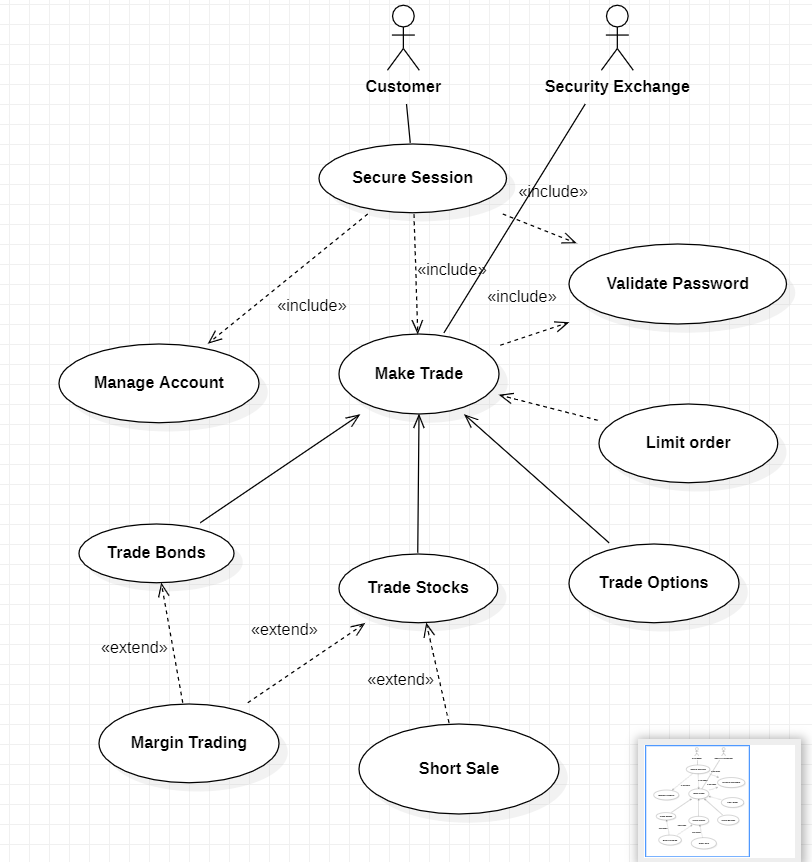 Customer
Security Exchange
Secure Session
«include»
«include»
«include»
«include»
Validate Password
Make Trade
Manage Account
Limit order
Trade Bonds
Trade Stocks
Trade Options
«extend»
«extend»
«extend»
Margin Trading
Short Sale